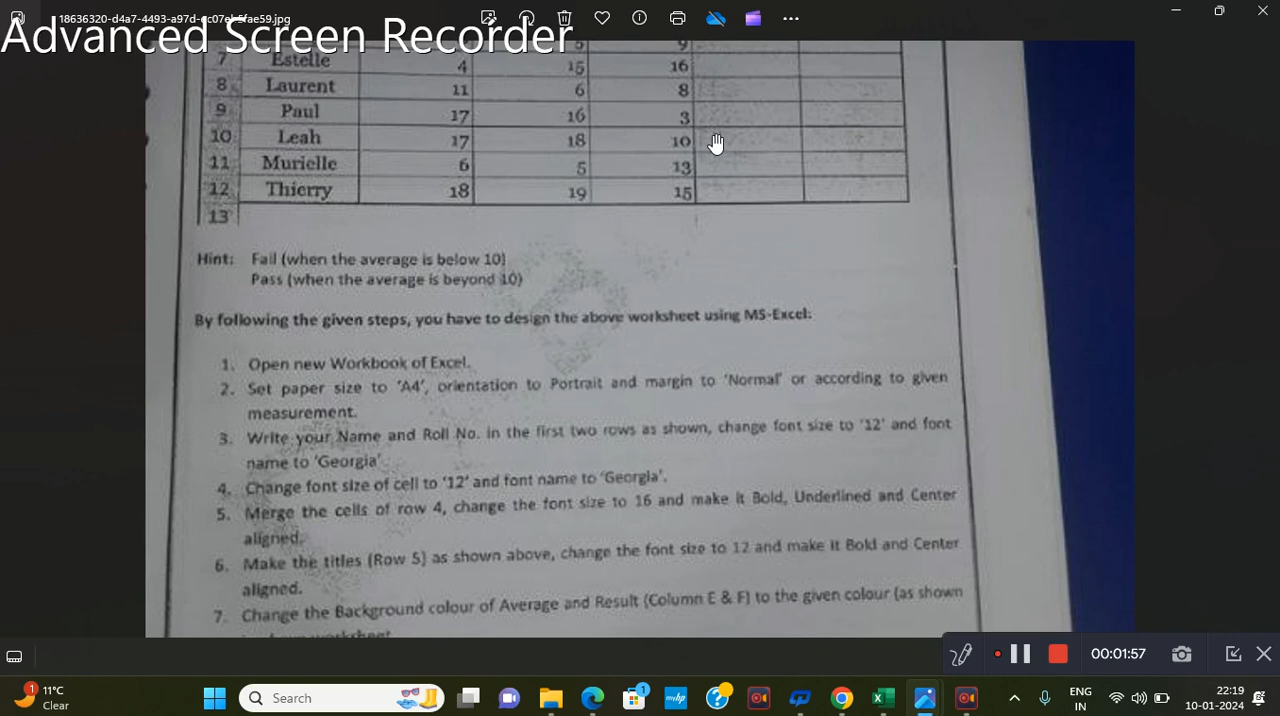 18636320-d4a7-4493-a97d-cc07eb5fae59.jpg
Advanced Screen Recorder
9
7 Estelle 4 15 16
8 Laurent 11 6 8
9 Paul 17 16 3
10 Leah 17 18 10
11 Murielle 6 5 13
12 Thierry 18 19 15
13
Hint: Fail (when the average is below 10)
Pass (when the average is beyond 10)
By following the given steps, you have to design the above worksheet using MS-Excel:
1. Open new Workbook of Excel.
2. Set paper size to 'A4', orientation to Portrait and margin to 'Normal' or according to given
measurement.
3. Write your Name and Roll No. in the first two rows as shown, change font size to '12' and font
name to 'Georgia'
4. Change font size of cell to '12' and font name to 'Georgia'.
5. Merge the cells of row 4, change the font size to 16 and make it Bold, Underlined and Center
aligned.
6. Make the titles (Row 5) as shown above, change the font size to 12 and make it Bold and Center
aligned.
7. Change the Background colour of Average and Result (Column E & F) to the given colour (as shown
worksheet
00:01:57
1
11°C
Clear
Search
1
mhp
ENG
IN
22:19
10-01-2024